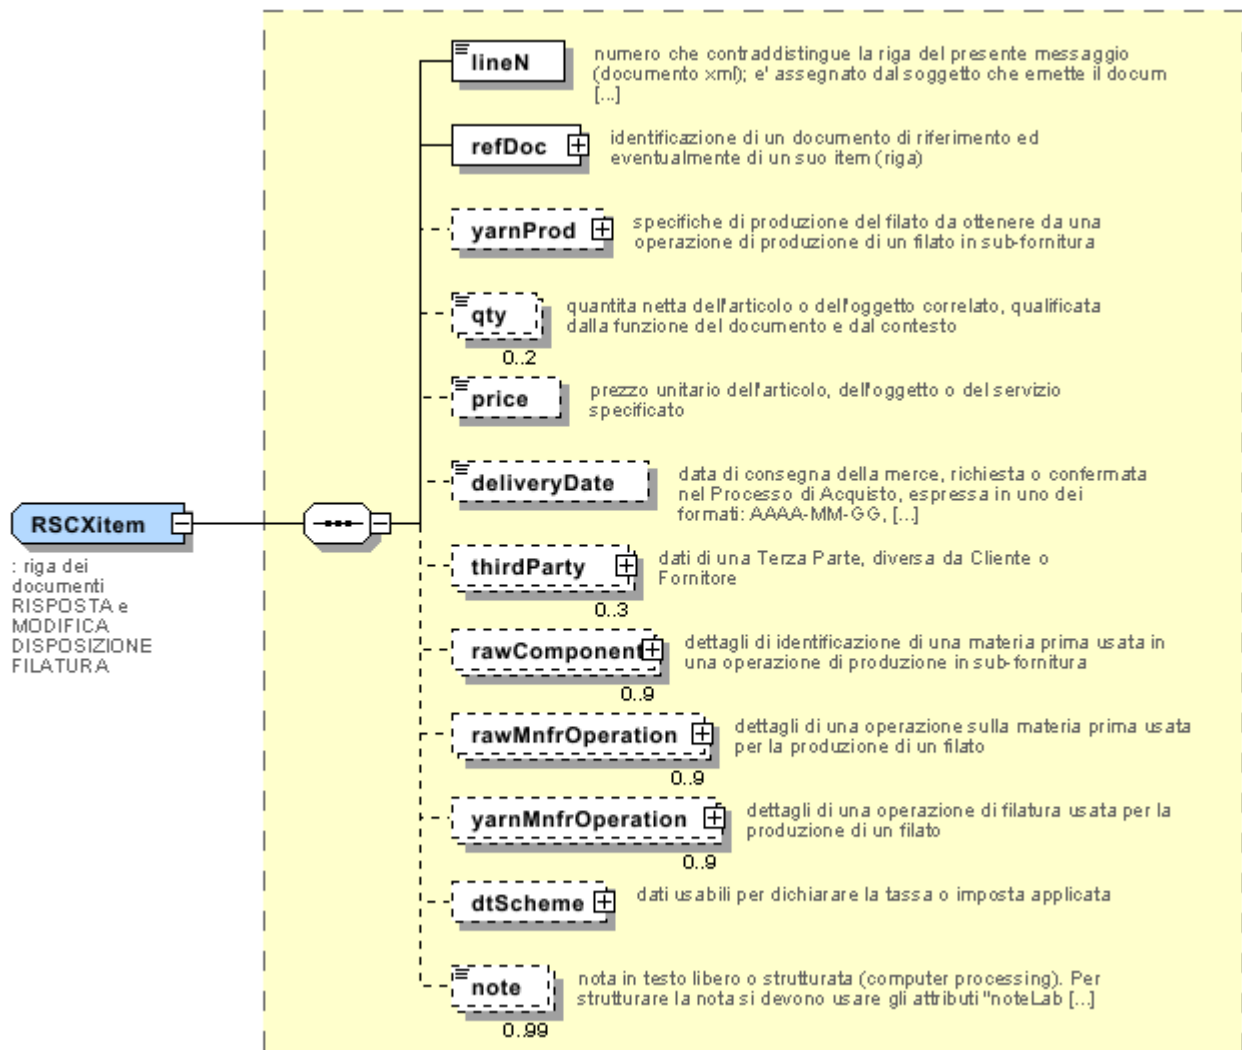 lineN
numero che contraddistingue la riga del presente messaggio
(documento xml); e' assegnato dal soggetto che emette il docum
[...]
refDoc
identificazione di un documento di riferimento ed
eventualmente di un suo item (riga)
yarnProd
specifiche di produzione del filato da ottenere da una
operazione di produzione di un filato in sub-fornitura
qty
quantita netta dell'articolo o dell'oggetto correlato, qualificata
dalla funzione del documento e dal contesto
0..2
price
prezzo unitario dell'articolo, dell'oggetto o del servizio
specificato
deliveryDate
data di consegna della merce, richiesta o confermata
nel Processo di Acquisto, espressa in uno dei
formati: AAAA-MM-GG, [...]
RSCXitem
: riga dei
documenti
RISPOSTA e
MODIFICA
DISPOSIZIONE
FILATURA
thirdParty
dati di una Terza Parte, diversa da Cliente o
Fornitore
0..3
rawComponent
dettagli di identificazione di una materia prima usata in
una operazione di produzione in sub-fornitura
0..9
rawMnfrOperation
dettagli di una operazione sulla materia prima usata
per la produzione di un filato
0..9
yarnMnfrOperation
dettagli di una operazione di filatura usata per la
produzione di un filato
0..9
dtScheme
dati usabili per dichiarare la tassa o imposta applicata
note
nota in testo libero o strutturata (computer processing). Per
strutturare la nota si devono usare gli attributi "noteLab [...]
0..99